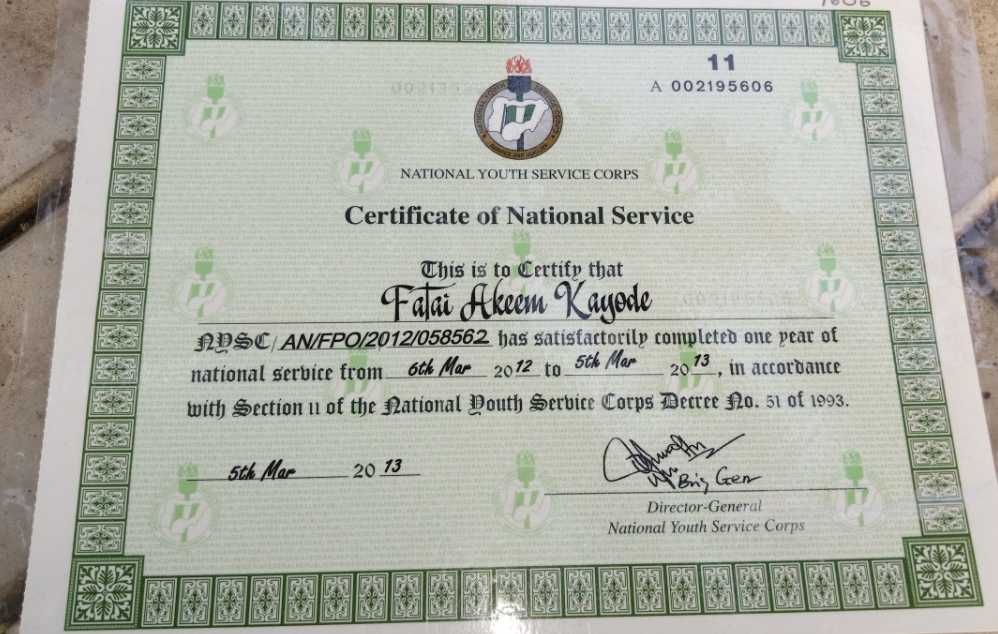 11
A 002195606
NATIONAL YOUTH SERVICE CORPS
Certificate of National Service
This is to Certify that
Fatai Akeem Kayode
NYSC/AN/FPO/2012/058562 has satisfactorily completed one year of
national service from 6th Mar 2012 to 5th Mar 2013, in accordance
with Section 11 of the National Youth Service Corps Decree No. 51 of 1993.
5th Mar 2013
Brig Gen
Director-General
National Youth Service Corps